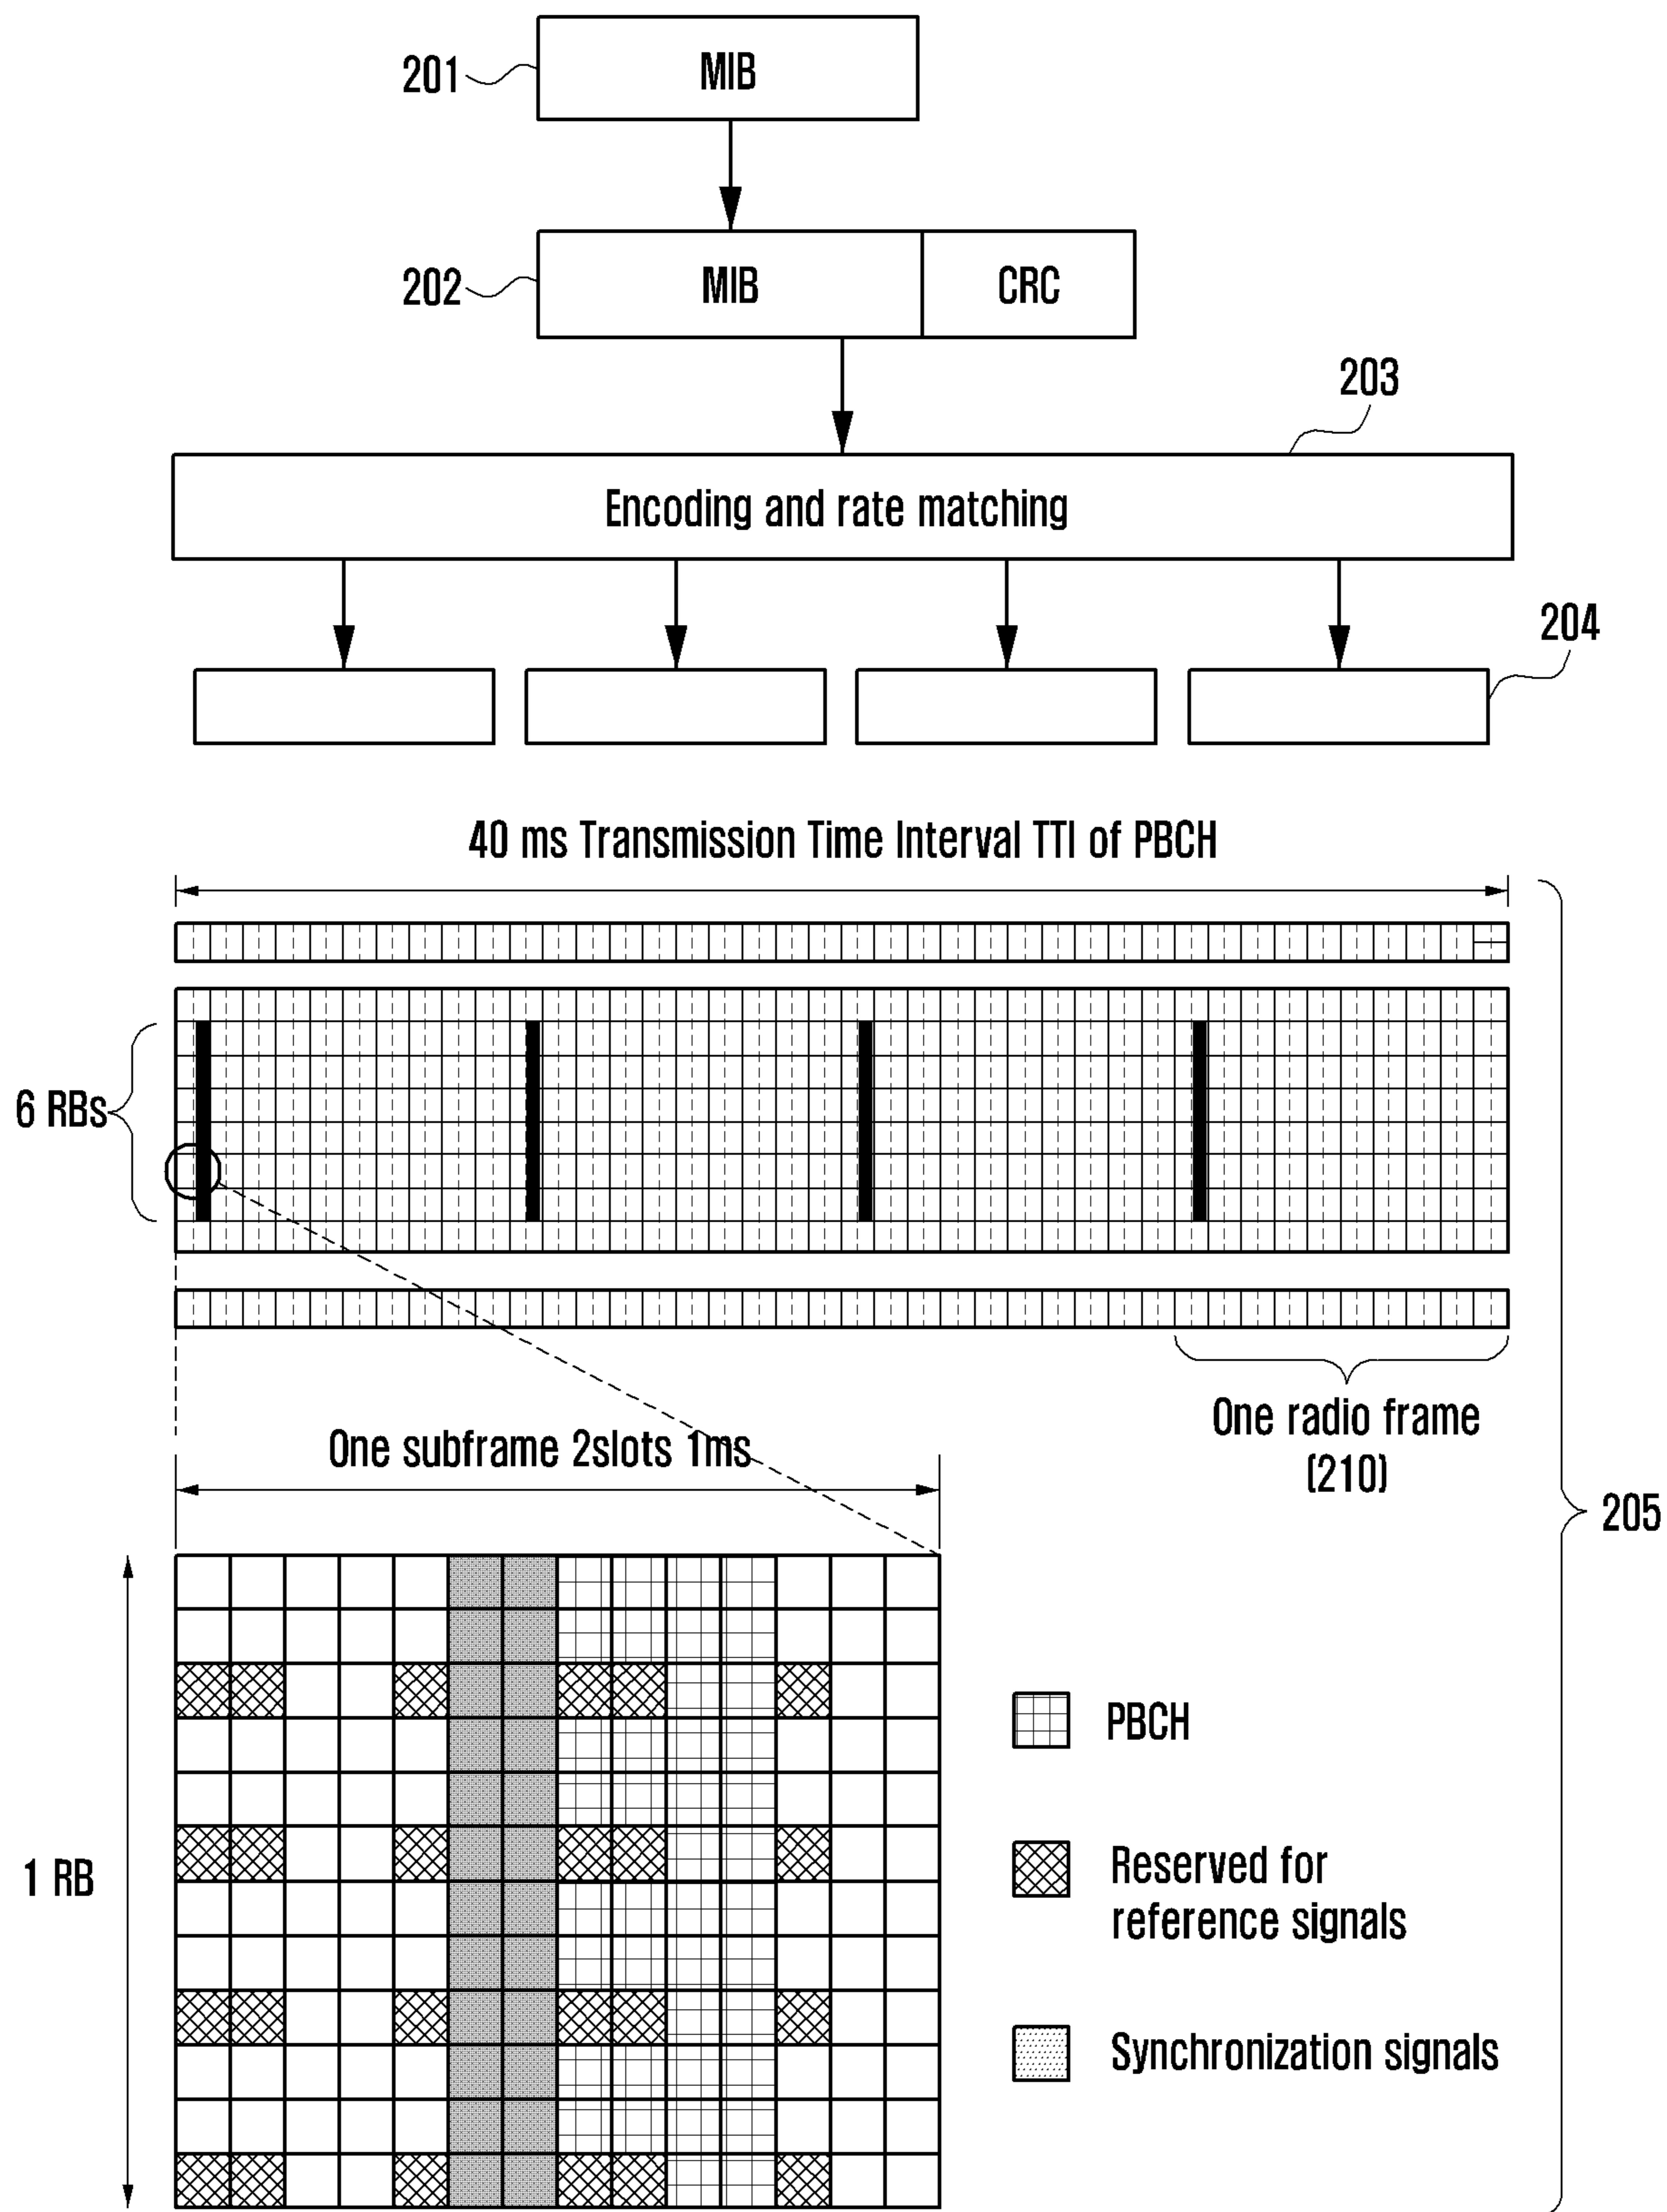 201
MIB
202
MIB
CRC
203
Encoding and rate matching
204
40 ms Transmission Time Interval TTI of PBCH
6 RBs
One radio frame
(210)
One subframe 2slots 1ms
205
1 RB
PBCH
Reserved for
reference signals
Synchronization signals